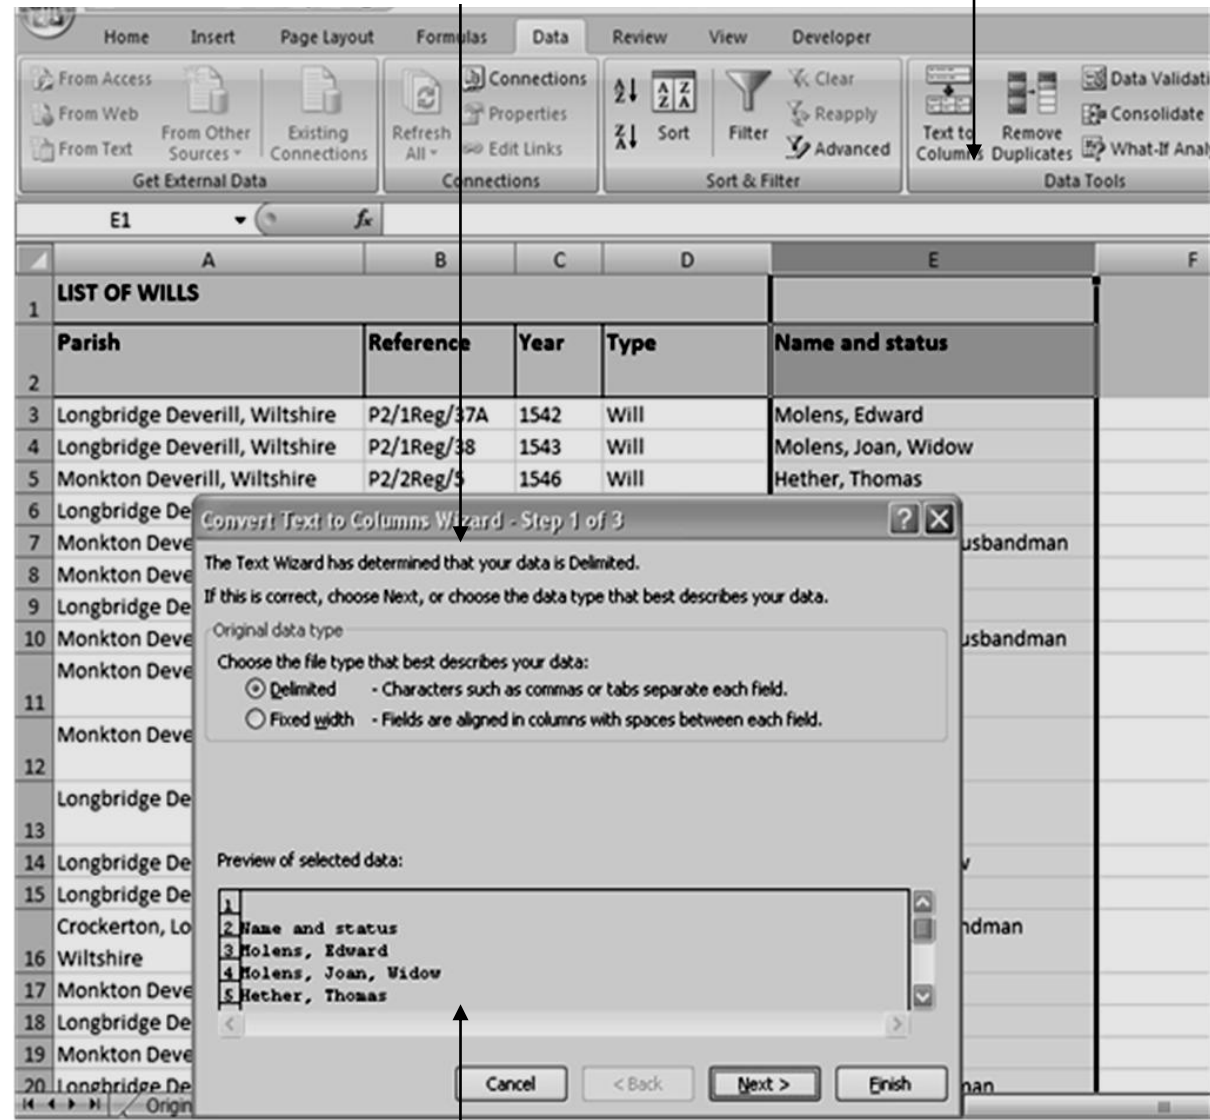 Home Insert Page Layout Formulas Data Review View Developer
From Access
From Web
From Text
From Other Sources
Existing Connections
Get External Data
Refresh All
Connections
Properties
Edit Links
Connections
Sort
Filter
Clear
Reapply
Advanced
Sort & Filter
Text to Columns
Remove Duplicates
Data Validati
Consolidate
What-If Anal
Data Tools
E1 fx
A B C D E F
1 LIST OF WILLS
2 Parish Reference Year Type Name and status
3 Longbridge Deverill, Wiltshire P2/1Reg/37A 1542 Will Molens, Edward
4 Longbridge Deverill, Wiltshire P2/1Reg/38 1543 Will Molens, Joan, Widow
5 Monkton Deverill, Wiltshire P2/2Reg/5 1546 Will Hether, Thomas
6 Longbridge De
7 Monkton Deve usbandman
8 Monkton Deve
9 Longbridge De
10 Monkton Deve usbandman
11 Monkton Deve
12 Monkton Deve
13 Longbridge De
14 Longbridge De
15 Longbridge De
Crockerton, Lo ndman
16 Wiltshire
17 Monkton Deve
18 Longbridge De
19 Monkton Deve
20 Longbridge De nan
Origin
Convert Text to Columns Wizard - Step 1 of 3
The Text Wizard has determined that your data is Delimited.
If this is correct, choose Next, or choose the data type that best describes your data.
Original data type
Choose the file type that best describes your data:
Delimited - Characters such as commas or tabs separate each field.
Fixed width - Fields are aligned in columns with spaces between each field.
Preview of selected data:
1
2 Name and status
3 Molens, Edward
4 Molens, Joan, Widow
5 Hether, Thomas
Cancel < Back Next > Finish